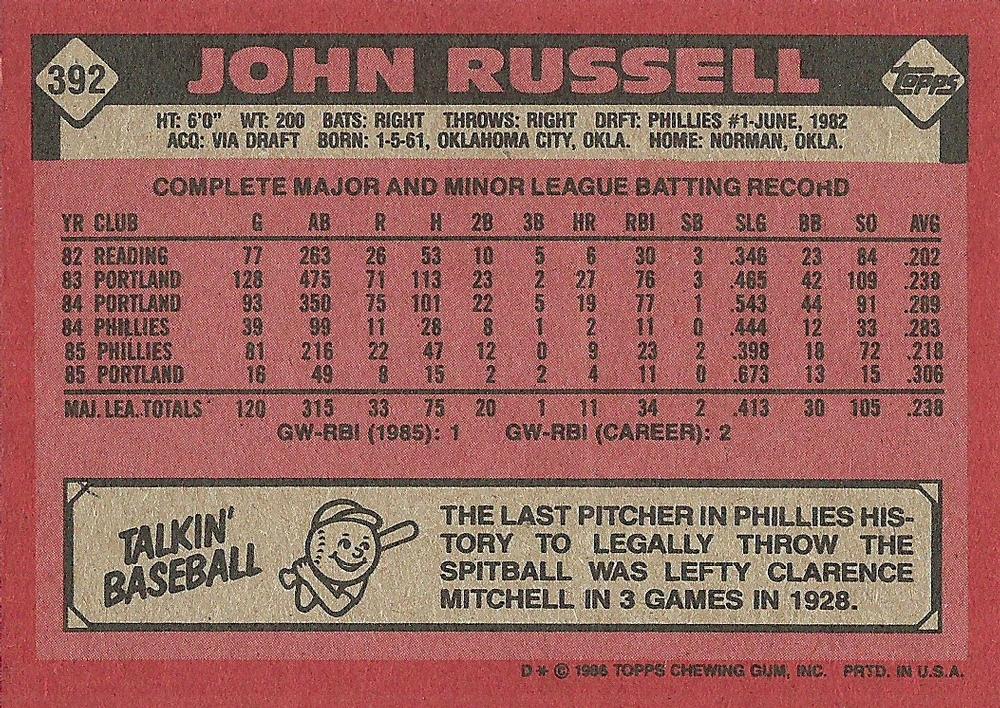 392
JOHN RUSSELL
TOPPS
HT: 6'0" WT: 200 BATS: RIGHT THROWS: RIGHT DRFT: PHILLIES #1-JUNE, 1982
ACQ: VIA DRAFT BORN: 1-5-61, OKLAHOMA CITY, OKLA. HOME: NORMAN, OKLA.
COMPLETE MAJOR AND MINOR LEAGUE BATTING RECORD
YR CLUB G AB R H 2B 3B HR RBI SB SLG BB SO AVG
82 READING 77 263 26 53 10 5 6 30 3 .346 23 84 .202
83 PORTLAND 128 475 71 113 23 2 27 76 3 .465 42 109 .238
84 PORTLAND 93 350 75 101 22 5 19 77 1 .543 44 91 .289
84 PHILLIES 39 99 11 28 8 1 2 11 0 .444 12 33 .283
85 PHILLIES 81 216 22 47 12 0 9 23 2 .398 18 72 .218
85 PORTLAND 16 49 8 15 2 2 4 11 0 .673 13 15 .306
MAJ. LEA. TOTALS 120 315 33 75 20 1 11 34 2 .413 30 105 .238
GW-RBI (1985): 1 GW-RBI (CAREER): 2
TALKIN'
BASEBALL
THE LAST PITCHER IN PHILLIES HIS-
TORY TO LEGALLY THROW THE
SPITBALL WAS LEFTY CLARENCE
MITCHELL IN 3 GAMES IN 1928.
D * © 1986 TOPPS CHEWING GUM, INC. PRTD. IN U.S.A.